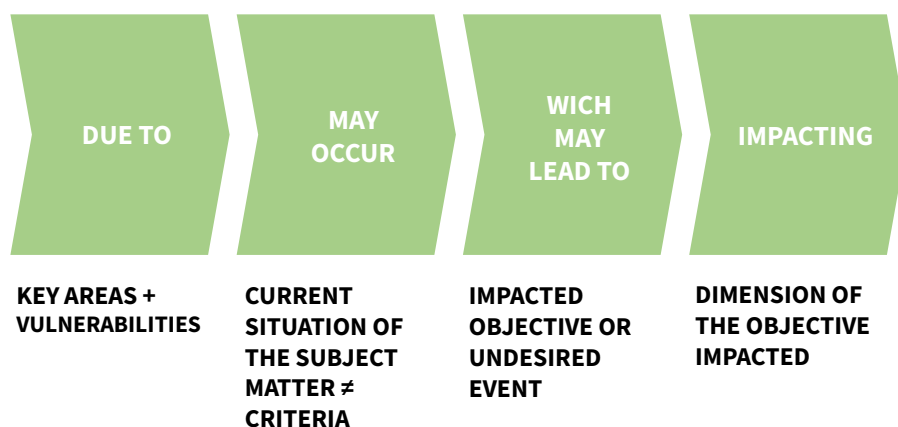 DUE TO
MAY
OCCUR
WICH
MAY
LEAD TO
IMPACTING
KEY AREAS +
VULNERABILITIES
CURRENT
SITUATION OF
THE SUBJECT
MATTER ≠
CRITERIA
IMPACTED
OBJECTIVE OR
UNDESIRED
EVENT
DIMENSION OF
THE OBJECTIVE
IMPACTED